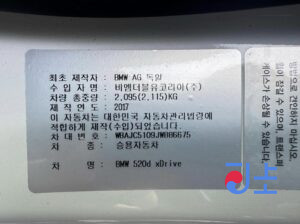 최초 제작자 : BMW AG 독일
수 입 자 명 : 비엠더블유코리아(주)
차량 총중량 : 2,095(2,115)KG
제 작 연 도 : 2017
이 자동차는 대한민국 자동차관리법령에
적합하게 제작(수입)되었습니다.
차 대 번 호 : WBAJC5109JWB86675
차 종 : 승용자동차
차 명 : BMW 520d xDrive